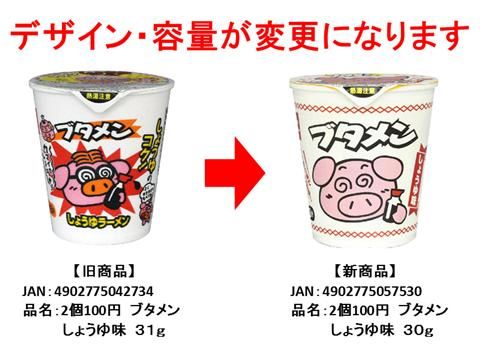 デザイン・容量が変更になります
熱湯注意
ブタメン
しょうゆラーメン
熱湯注意
ブタメン
しょうゆ味
【旧商品】
JAN：4902775042734
品名：2個100円 ブタメン
しょうゆ味 ３１ｇ
【新商品】
JAN：4902775057530
品名：2個100円 ブタメン
しょうゆ味 ３０ｇ